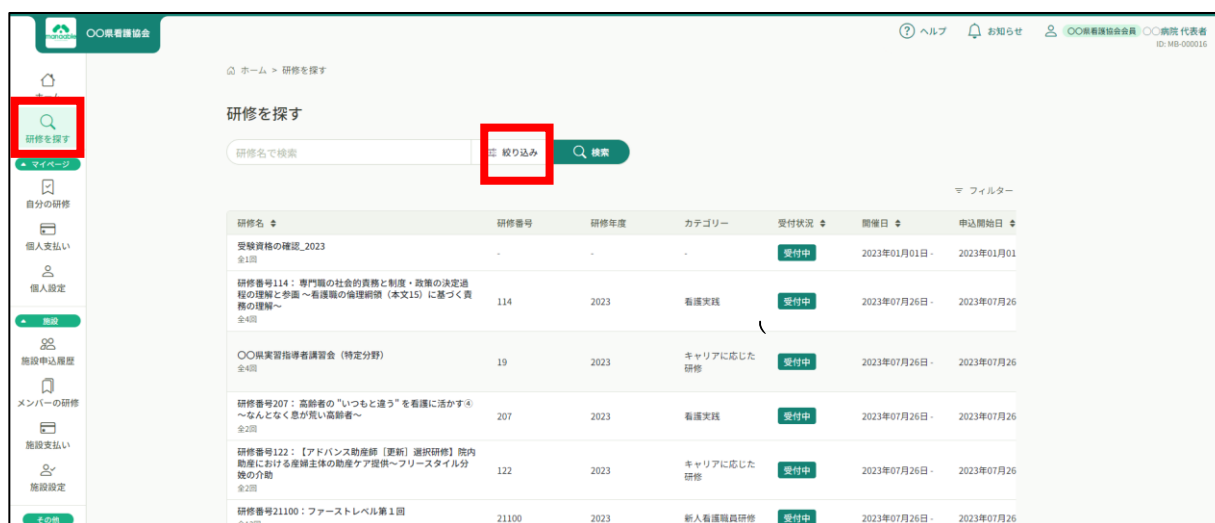 manaable
〇〇県看護協会
ヘルプ
お知らせ
〇〇県看護協会会員 〇〇病院 代表者
ID: MB-000016
ホーム > 研修を探す
ホーム
研修を探す
マイページ
自分の研修
個人支払い
個人設定
施設
施設申込履歴
メンバーの研修
施設支払い
施設設定
その他
研修を探す
研修名で検索
絞り込み
検索
フィルター
研修名 研修番号 研修年度 カテゴリー 受付状況 開催日 申込開始日
受験資格の確認_2023 - - - 受付中 2023年01月01日 - 2023年01月01
全1回
研修番号114： 専門職の社会的責務と制度・政策の決定過
程の理解と参画 ～看護職の倫理綱領（本文15）に基づく責
務の理解～
全4回
114 2023 看護実践 受付中 2023年07月26日 - 2023年07月26
〇〇県実習指導者講習会（特定分野）
全4回
19 2023 キャリアに応じた
研修
受付中 2023年07月26日 - 2023年07月26
研修番号207： 高齢者の "いつもと違う" を看護に活かす④
～なんとなく息が荒い高齢者～
全2回
207 2023 看護実践 受付中 2023年07月26日 - 2023年07月26
研修番号122：【アドバンス助産師［更新］選択研修】院内
助産における産婦主体の助産ケア提供～フリースタイル分
娩の介助
全2回
122 2023 キャリアに応じた
研修
受付中 2023年07月26日 - 2023年07月26
研修番号21100：ファーストレベル第１回
21100 2023 新人看護職員研修 受付中 2023年07月26日 - 2023年07月26